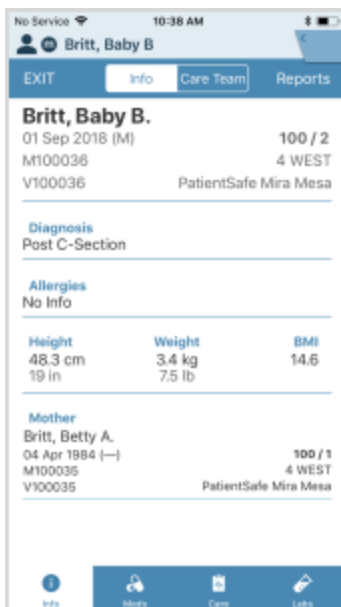 No Service 10:38 AM
Britt, Baby B
EXIT Info Care Team Reports
Britt, Baby B.
01 Sep 2018 (M) 100 / 2
M100036 4 WEST
V100036 PatientSafe Mira Mesa
Diagnosis
Post C-Section
Allergies
No Info
Height Weight BMI
48.3 cm 3.4 kg 14.6
19 in 7.5 lb
Mother
Britt, Betty A.
04 Apr 1984 (—) 100 / 1
M100035 4 WEST
V100035 PatientSafe Mira Mesa
Info Meds Care Labs